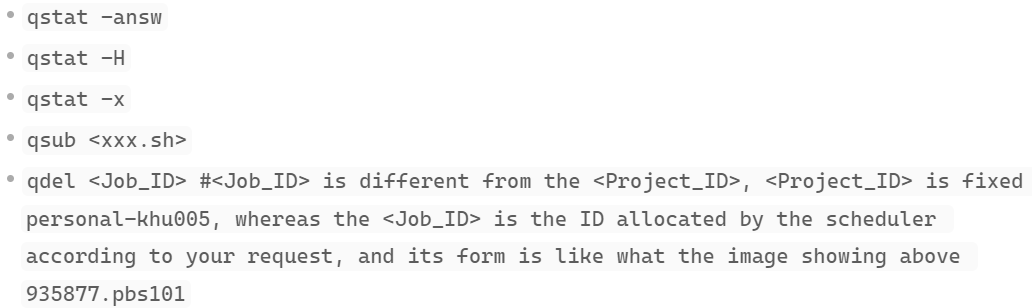 qstat -answ
qstat -H
qstat -x
qsub <xxx.sh>
qdel <Job_ID> #<Job_ID> is different from the <Project_ID>, <Project_ID> is fixed
personal-khu005, whereas the <Job_ID> is the ID allocated by the scheduler
according to your request, and its form is like what the image showing above
935877.pbs101